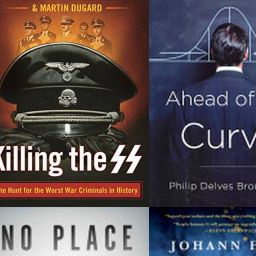 & MARTIN DUGARD
Killing the SS
he Hunt for the Worst War Criminals in History
Ahead of
Curv
Philip Delves Bro
NO PLACE
JOHANN H